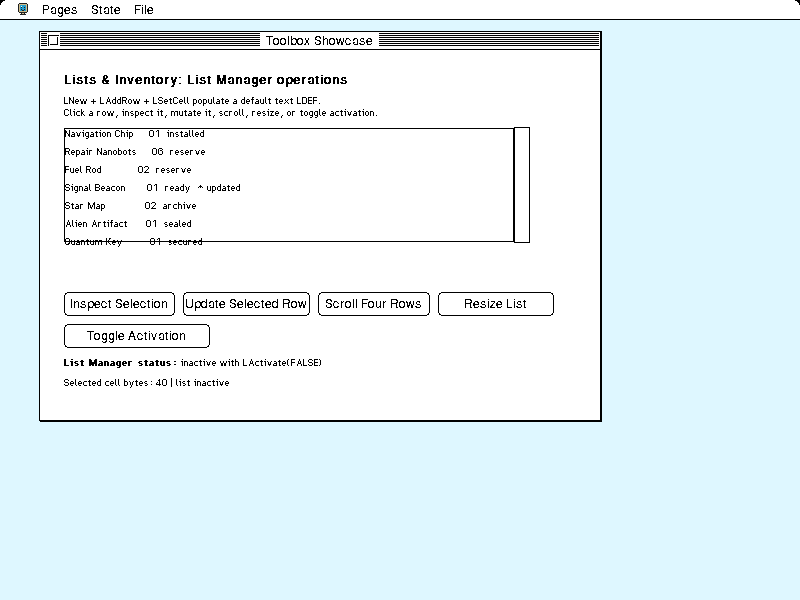 Pages State File
Toolbox Showcase
Lists & Inventory: List Manager operations
LNew + LAddRow + LSetCell populate a default text LDEF.
Click a row, inspect it, mutate it, scroll, resize, or toggle activation.
Navigation Chip 01 installed
Repair Nanobots 06 reserve
Fuel Rod 02 reserve
Signal Beacon 01 ready * updated
Star Map 02 archive
Alien Artifact 01 sealed
Quantum Key 01 secured
Inspect Selection Update Selected Row Scroll Four Rows Resize List
Toggle Activation
List Manager status: inactive with LActivate(FALSE)
Selected cell bytes: 40 | list inactive